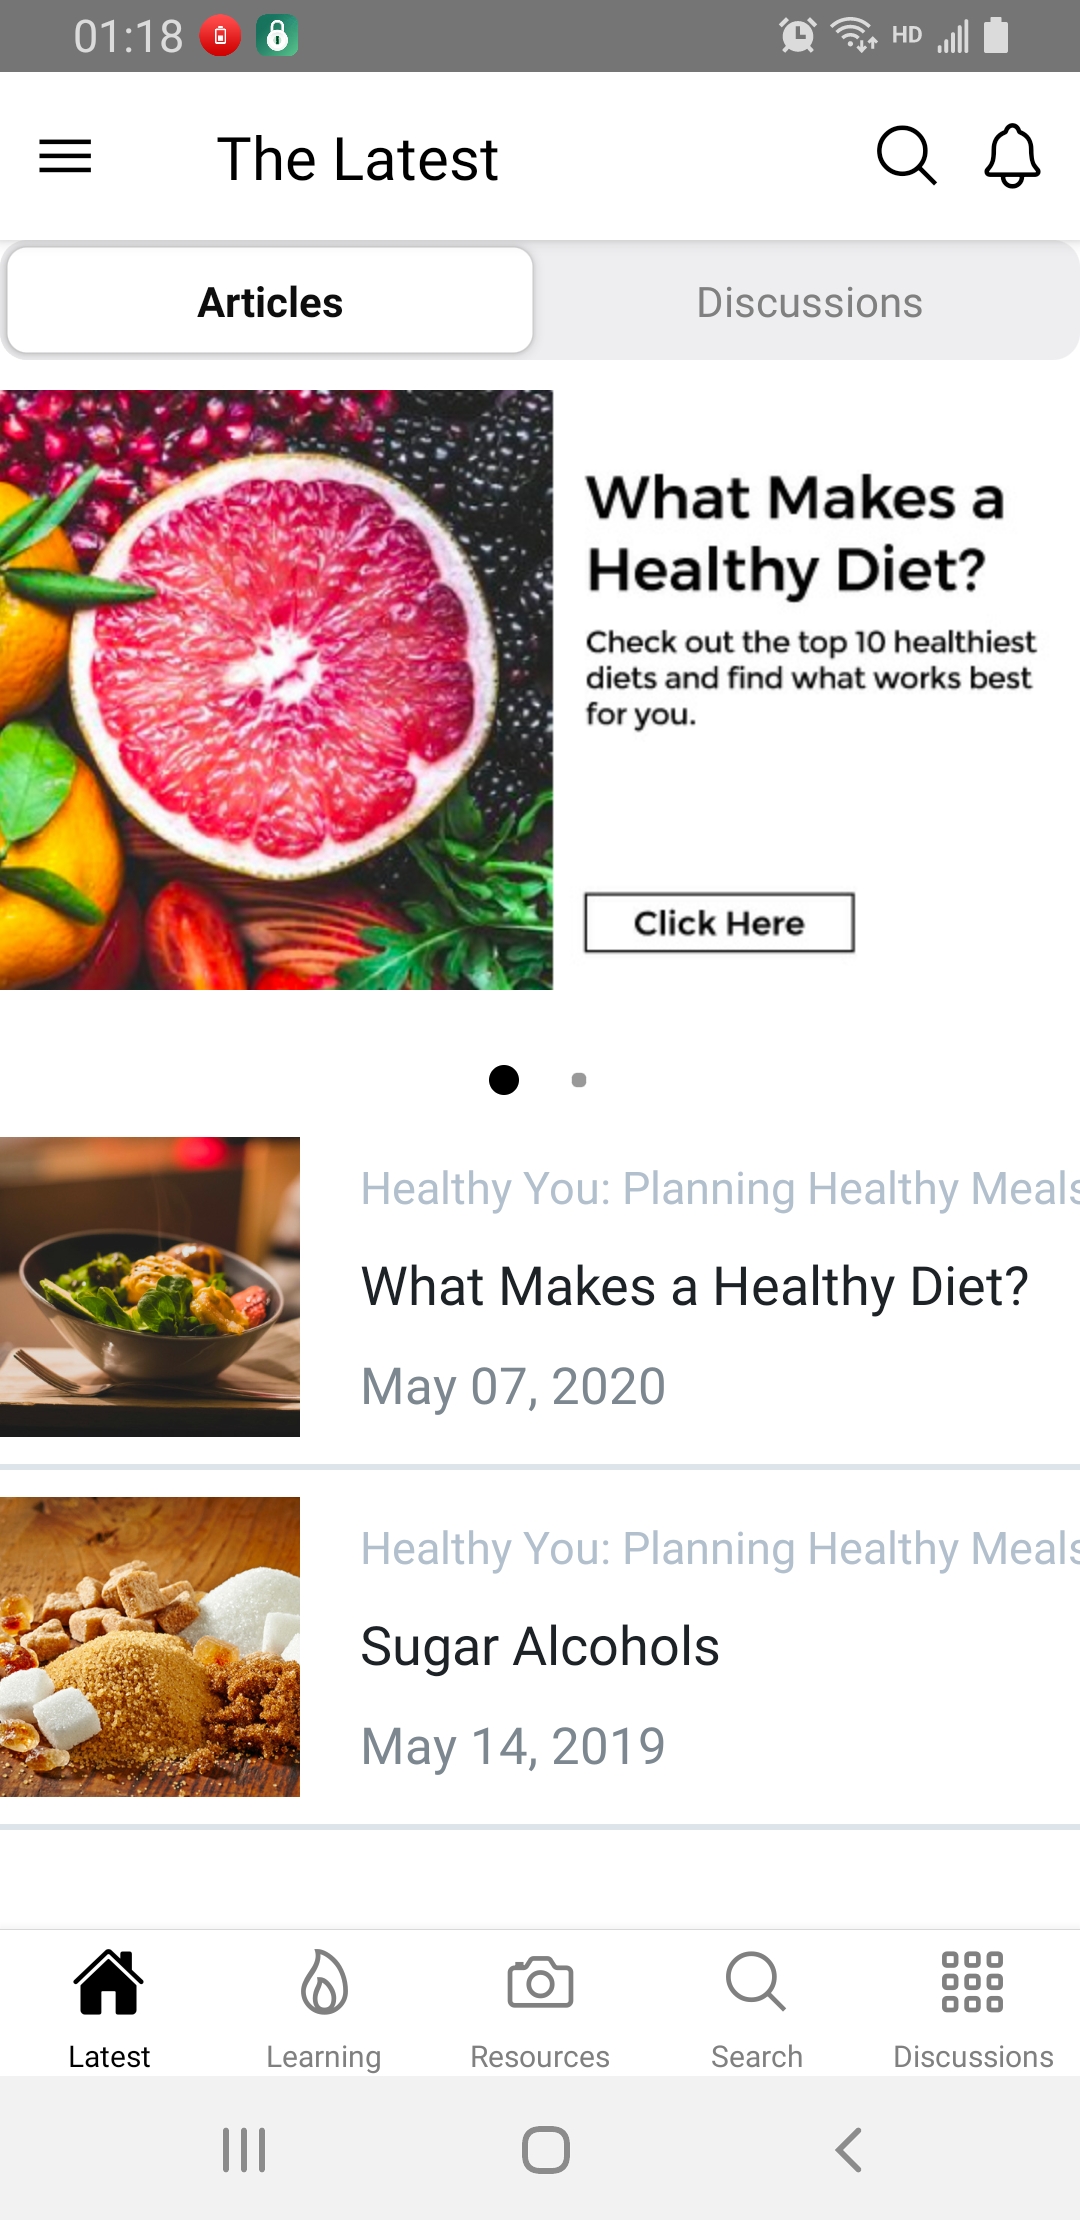 01:18
HD
The Latest
Articles
Discussions
What Makes a
Healthy Diet?
Check out the top 10 healthiest
diets and find what works best
for you.
Click Here
Healthy You: Planning Healthy Meals
What Makes a Healthy Diet?
May 07, 2020
Healthy You: Planning Healthy Meals
Sugar Alcohols
May 14, 2019
Latest
Learning
Resources
Search
Discussions